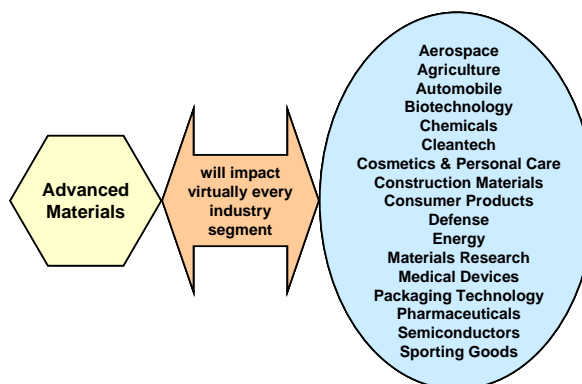 Advanced
Materials
will impact
virtually every
industry
segment
Aerospace
Agriculture
Automobile
Biotechnology
Chemicals
Cleantech
Cosmetics & Personal Care
Construction Materials
Consumer Products
Defense
Energy
Materials Research
Medical Devices
Packaging Technology
Pharmaceuticals
Semiconductors
Sporting Goods